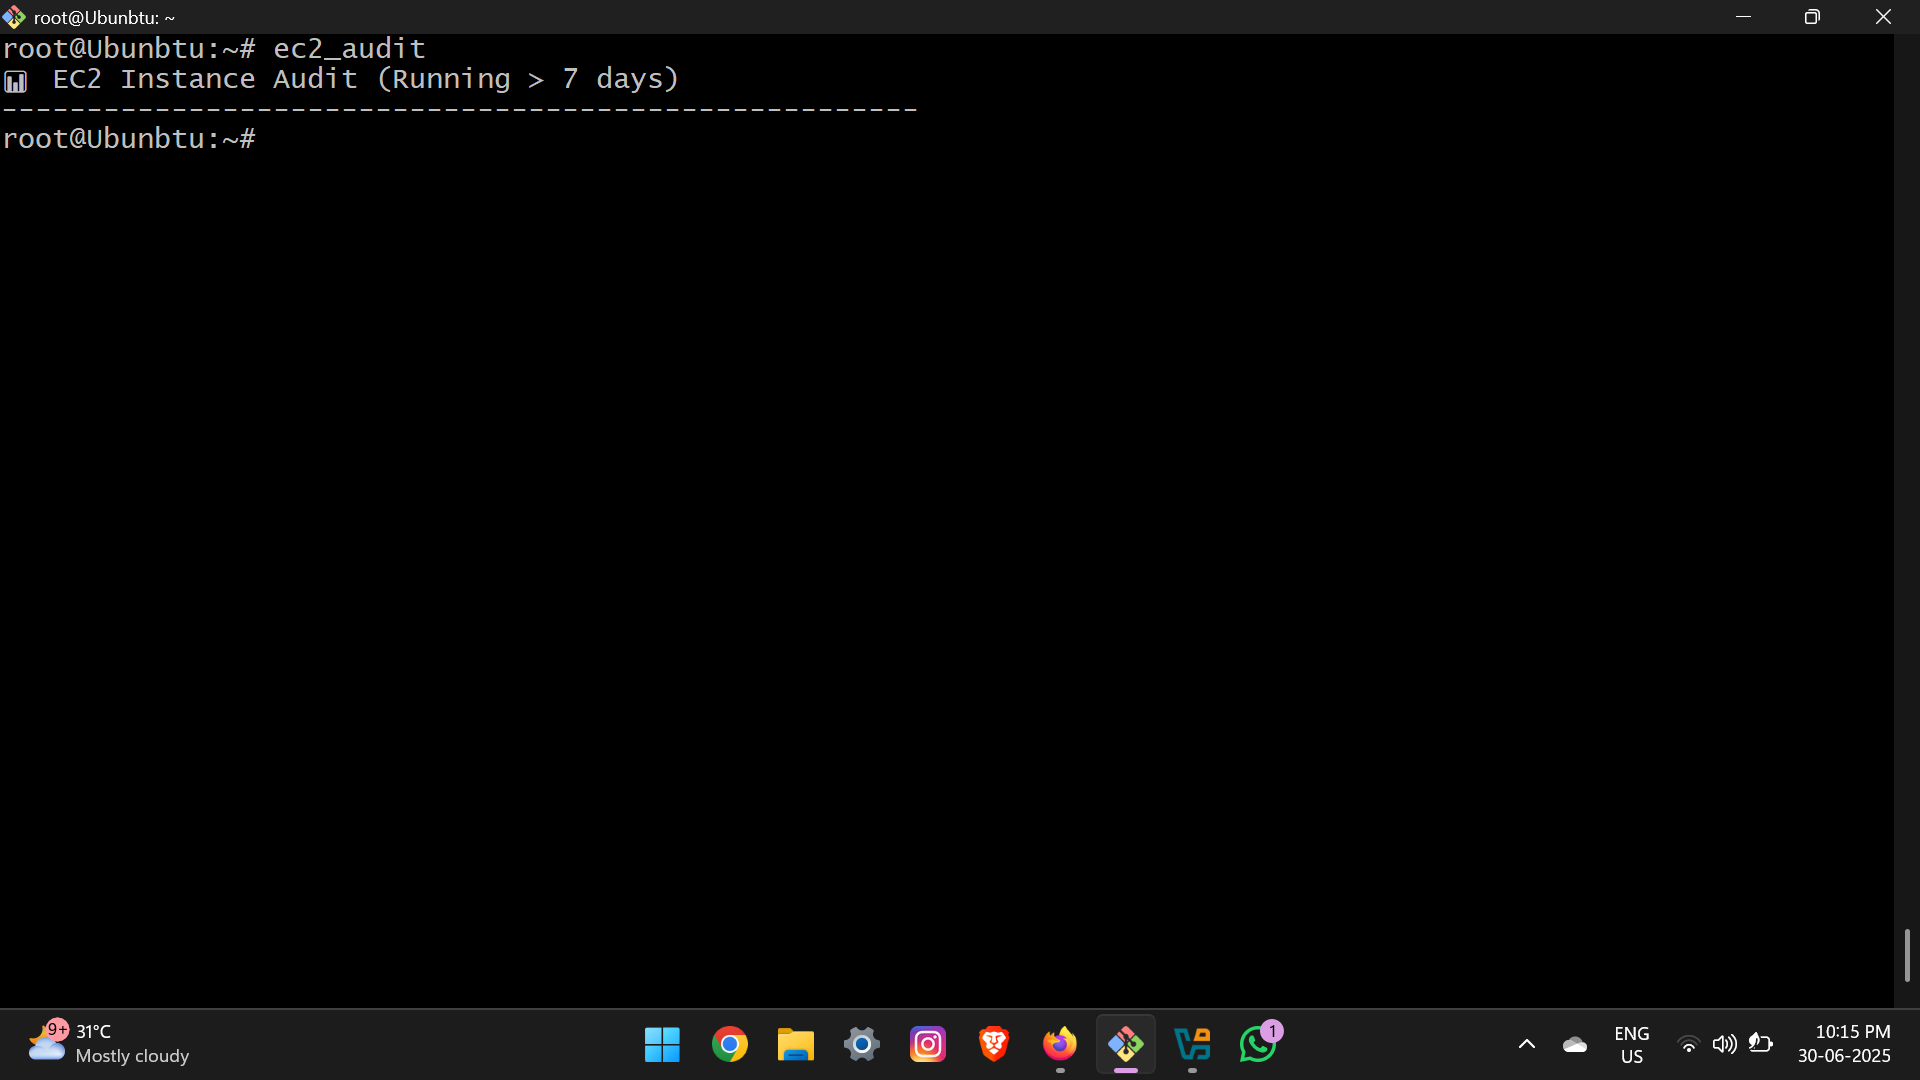 root@Ubunbtu: ~
root@Ubunbtu:~# ec2_audit
📊 EC2 Instance Audit (Running > 7 days)
------------------------------------------------------
root@Ubunbtu:~#
9+
31°C
Mostly cloudy
1
ENG
US
10:15 PM
30-06-2025